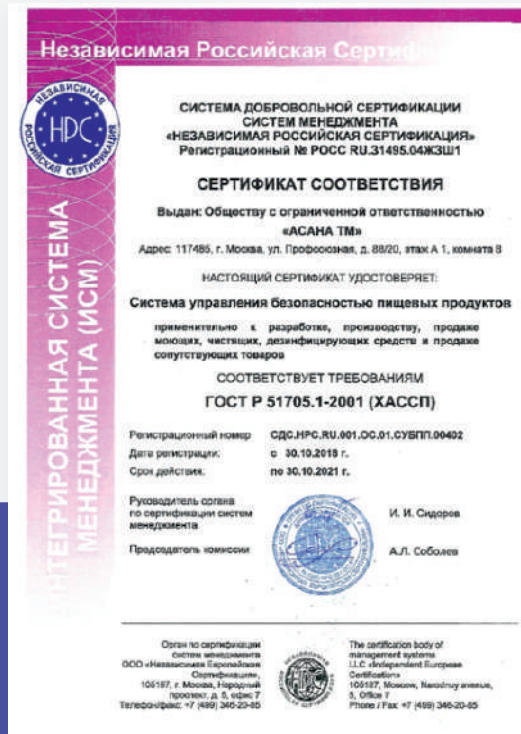 Независимая Российская Сертиф
НЕЗАВИСИМАЯ
НРС
РОССИЙСКАЯ СЕРТИФИКАЦИЯ
ИНТЕГРИРОВАННАЯ СИСТЕМА
МЕНЕДЖМЕНТА (ИСМ)
СИСТЕМА ДОБРОВОЛЬНОЙ СЕРТИФИКАЦИИ
СИСТЕМ МЕНЕДЖМЕНТА
«НЕЗАВИСИМАЯ РОССИЙСКАЯ СЕРТИФИКАЦИЯ»
Регистрационный № РОСС RU.31495.04ЖЗШ1
СЕРТИФИКАТ СООТВЕТСТВИЯ
Выдан: Обществу с ограниченной ответственностью
«АСАНА ТМ»
Адрес: 117485, г. Москва, ул. Профсоюзная, д. 88/20, этаж А 1, комната 8
НАСТОЯЩИЙ СЕРТИФИКАТ УДОСТОВЕРЯЕТ:
Система управления безопасностью пищевых продуктов
применительно к разработке, производству, продаже
моющих, чистящих, дезинфицирующих средств и продаже
сопутствующих товаров
СООТВЕТСТВУЕТ ТРЕБОВАНИЯМ
ГОСТ Р 51705.1-2001 (ХАССП)
Регистрационный номер СДС.НРС.RU.001.ОС.01.СУБПП.00402
Дата регистрации: с 30.10.2018 г.
Срок действия: по 30.10.2021 г.
Руководитель органа
по сертификации систем
менеджмента И. И. Сидоров
Председатель комиссии А.Л. Соболев
Орган по сертификации
систем менеджмента
ООО «Независимая Европейская
Сертификация»,
105187, г. Москва, Народный
проспект, д. 5, офис 7
Телефон/факс: +7 (499) 346-20-85
The certification body of
management systems
LLC «Independent European
Certification»
105187, Moscow, Narodnuy avenue,
5, Office 7
Phone / Fax: +7 (499) 346-20-85